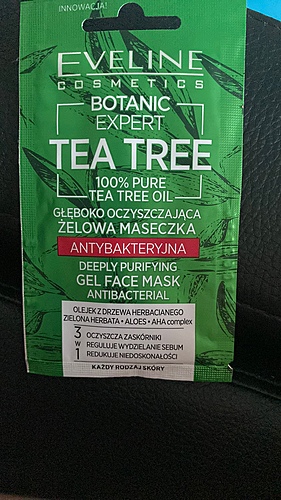 INNOWACJA!
EVELINE
COSMETICS
BOTANIC
EXPERT
TEA TREE
100% PURE
TEA TREE OIL
GŁĘBOKO OCZYSZCZAJĄCA
ŻELOWA MASECZKA
ANTYBAKTERYJNA
DEEPLY PURIFYING
GEL FACE MASK
ANTIBACTERIAL
OLEJEK Z DRZEWA HERBACIANEGO
ZIELONA HERBATA • ALOES • AHA complex
3 w 1
OCZYSZCZA ZASKÓRNIKI
REGULUJE WYDZIELANIE SEBUM
REDUKUJE NIEDOSKONAŁOŚCI
KAŻDY RODZAJ SKÓRY